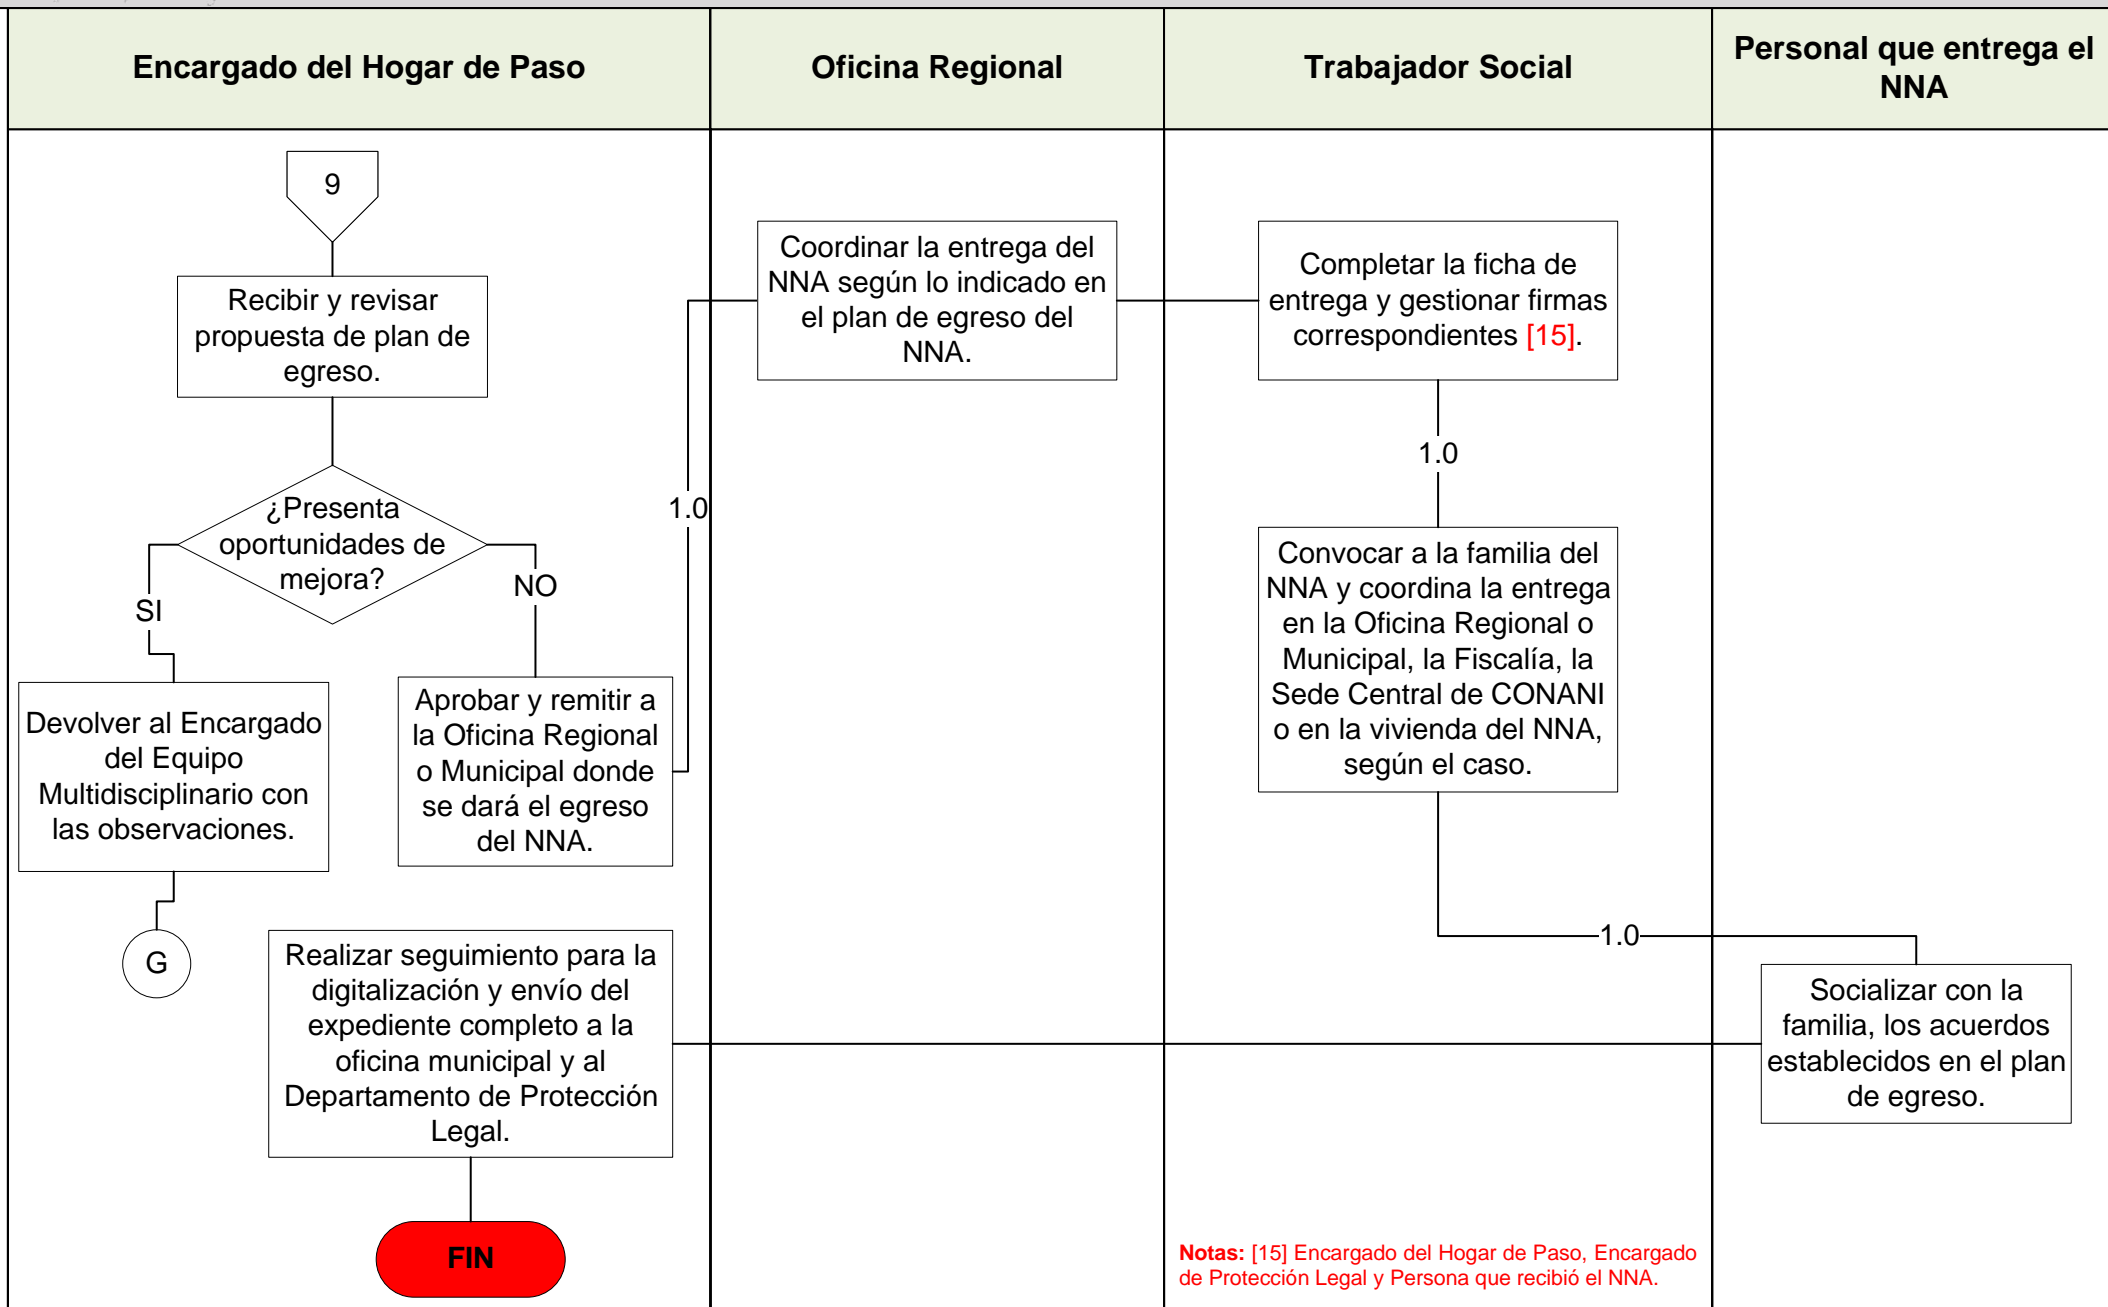 Encargado del Hogar de Paso
Oficina Regional
Trabajador Social
Personal que entrega el
NNA
9
Recibir y revisar
propuesta de plan de
egreso.
¿Presenta
oportunidades de
mejora?
SI
NO
Devolver al Encargado
del Equipo
Multidisciplinario con
las observaciones.
G
Aprobar y remitir a
la Oficina Regional
o Municipal donde
se dará el egreso
del NNA.
1.0
Coordinar la entrega del
NNA según lo indicado en
el plan de egreso del
NNA.
Completar la ficha de
entrega y gestionar firmas
correspondientes [15].
1.0
Convocar a la familia del
NNA y coordina la entrega
en la Oficina Regional o
Municipal, la Fiscalía, la
Sede Central de CONANI
o en la vivienda del NNA,
según el caso.
1.0
Socializar con la
familia, los acuerdos
establecidos en el plan
de egreso.
Realizar seguimiento para la
digitalización y envío del
expediente completo a la
oficina municipal y al
Departamento de Protección
Legal.
FIN
Notas: [15] Encargado del Hogar de Paso, Encargado
de Protección Legal y Persona que recibió el NNA.